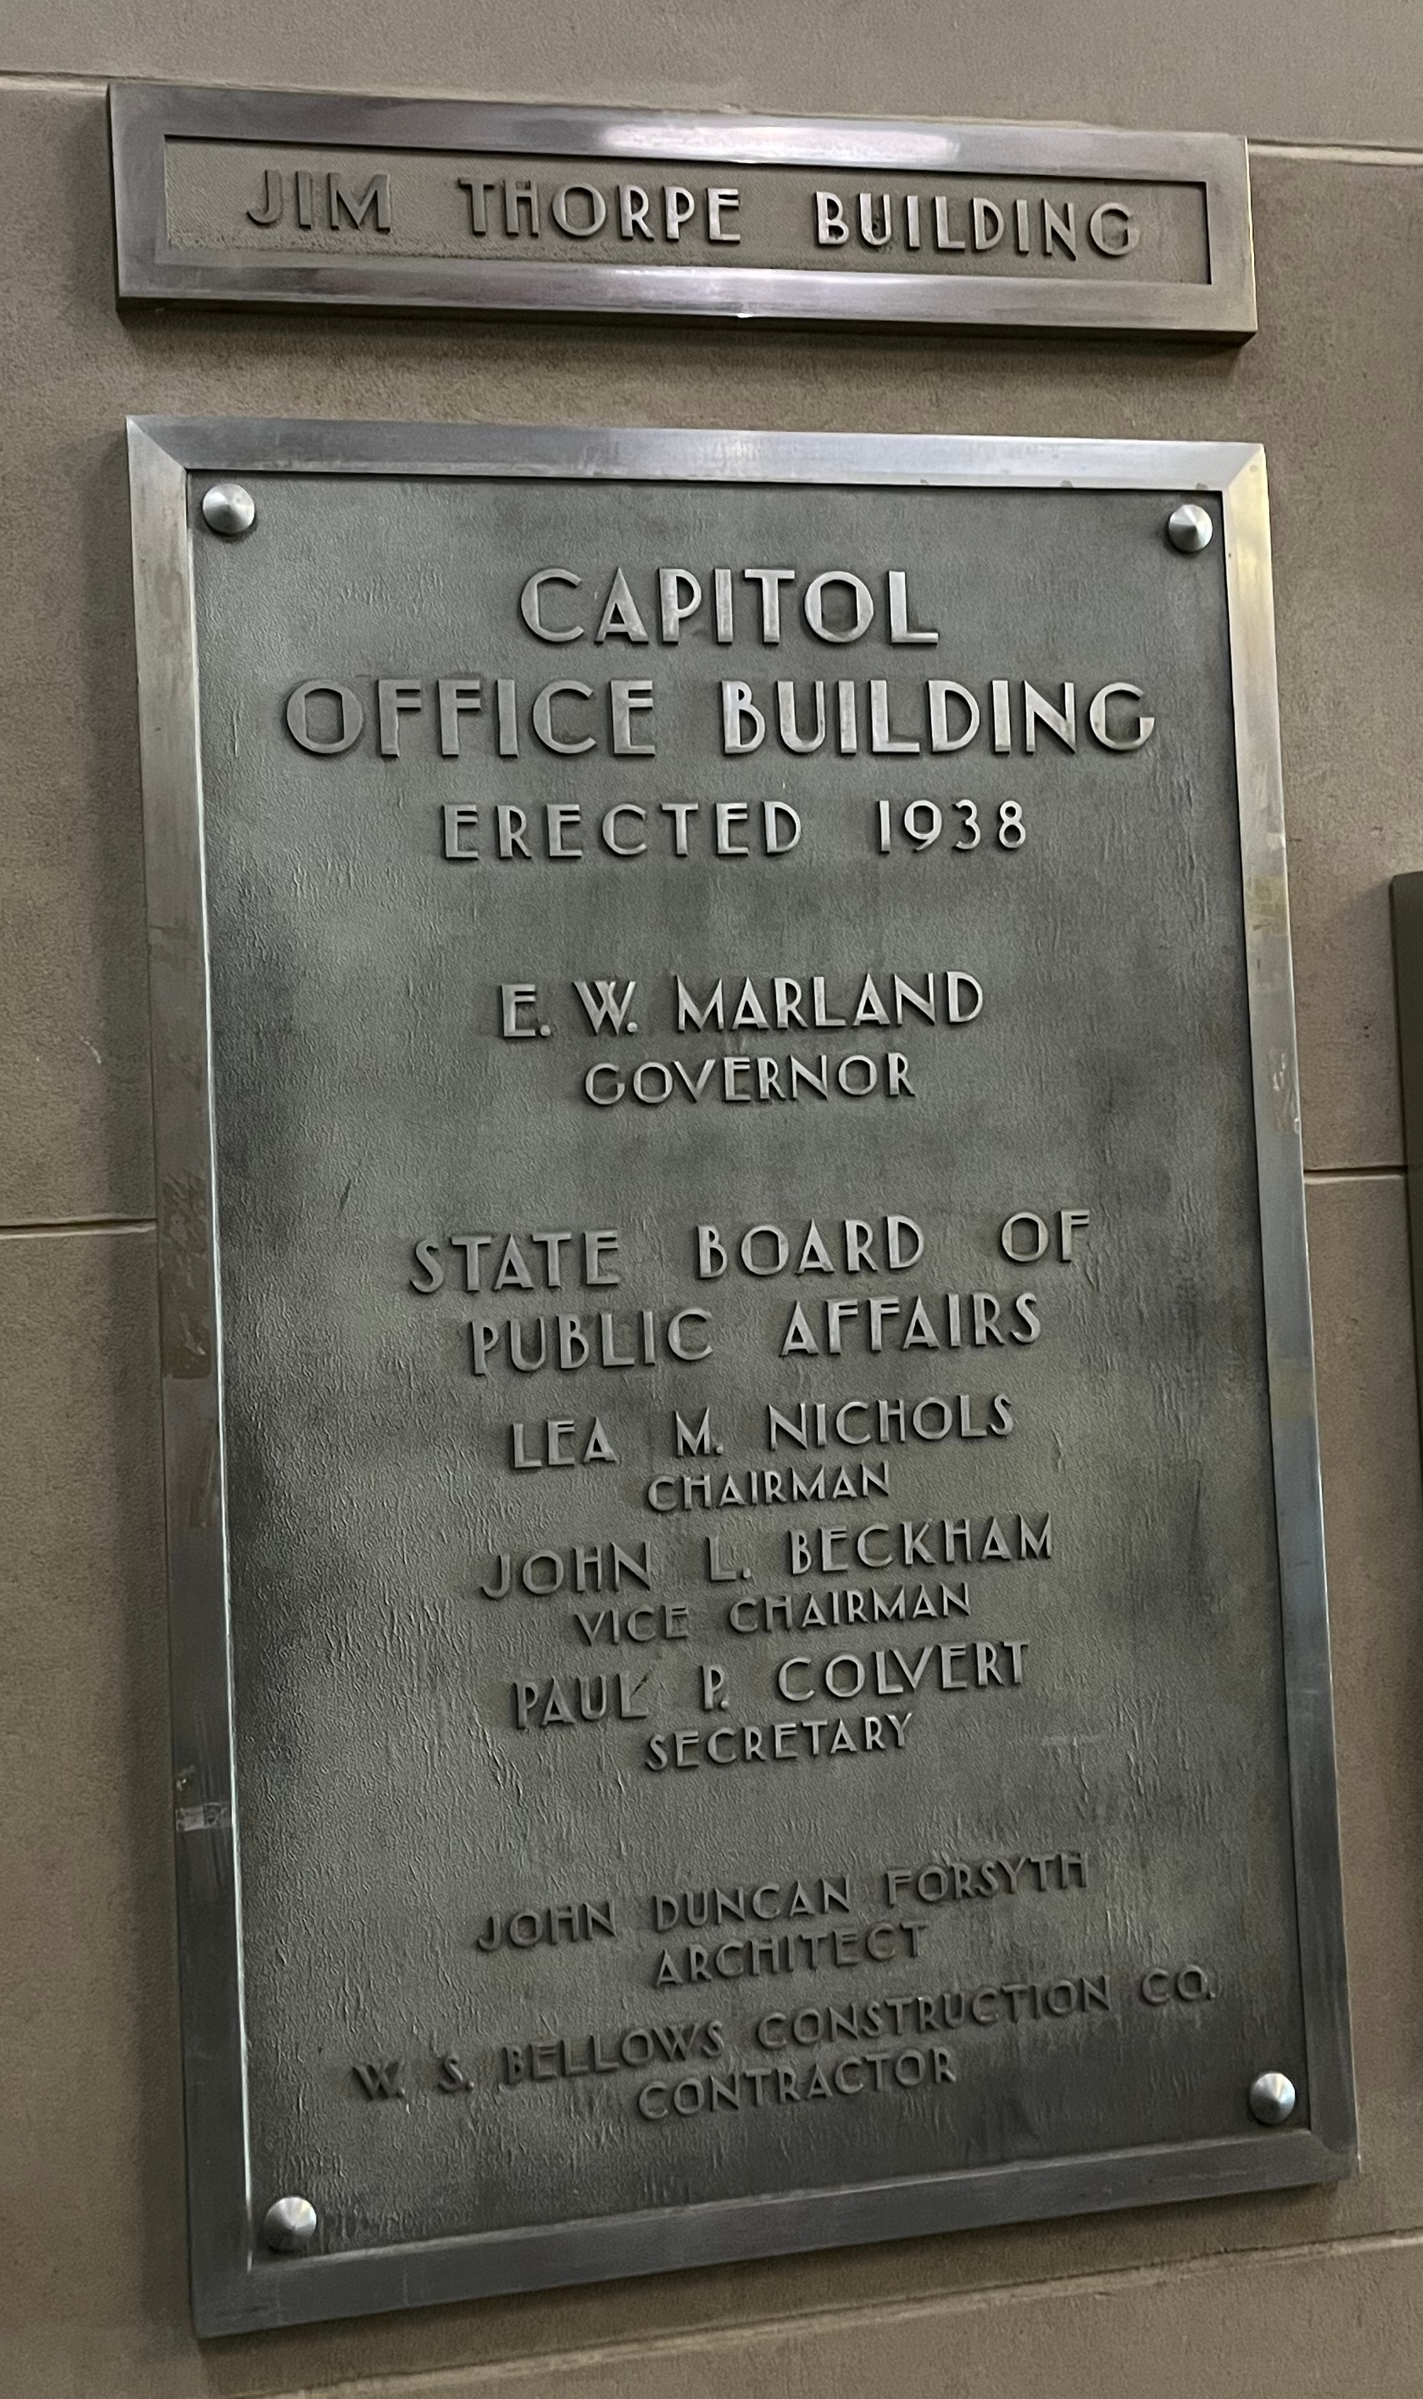 JIM THORPE BUILDING
CAPITOL
OFFICE BUILDING
ERECTED 1938
E. W. MARLAND
GOVERNOR
STATE BOARD OF
PUBLIC AFFAIRS
LEA M. NICHOLS
CHAIRMAN
JOHN L. BECKHAM
VICE CHAIRMAN
PAUL P. COLVERT
SECRETARY
JOHN DUNCAN FORSYTH
ARCHITECT
W. S. BELLOWS CONSTRUCTION CO.
CONTRACTOR